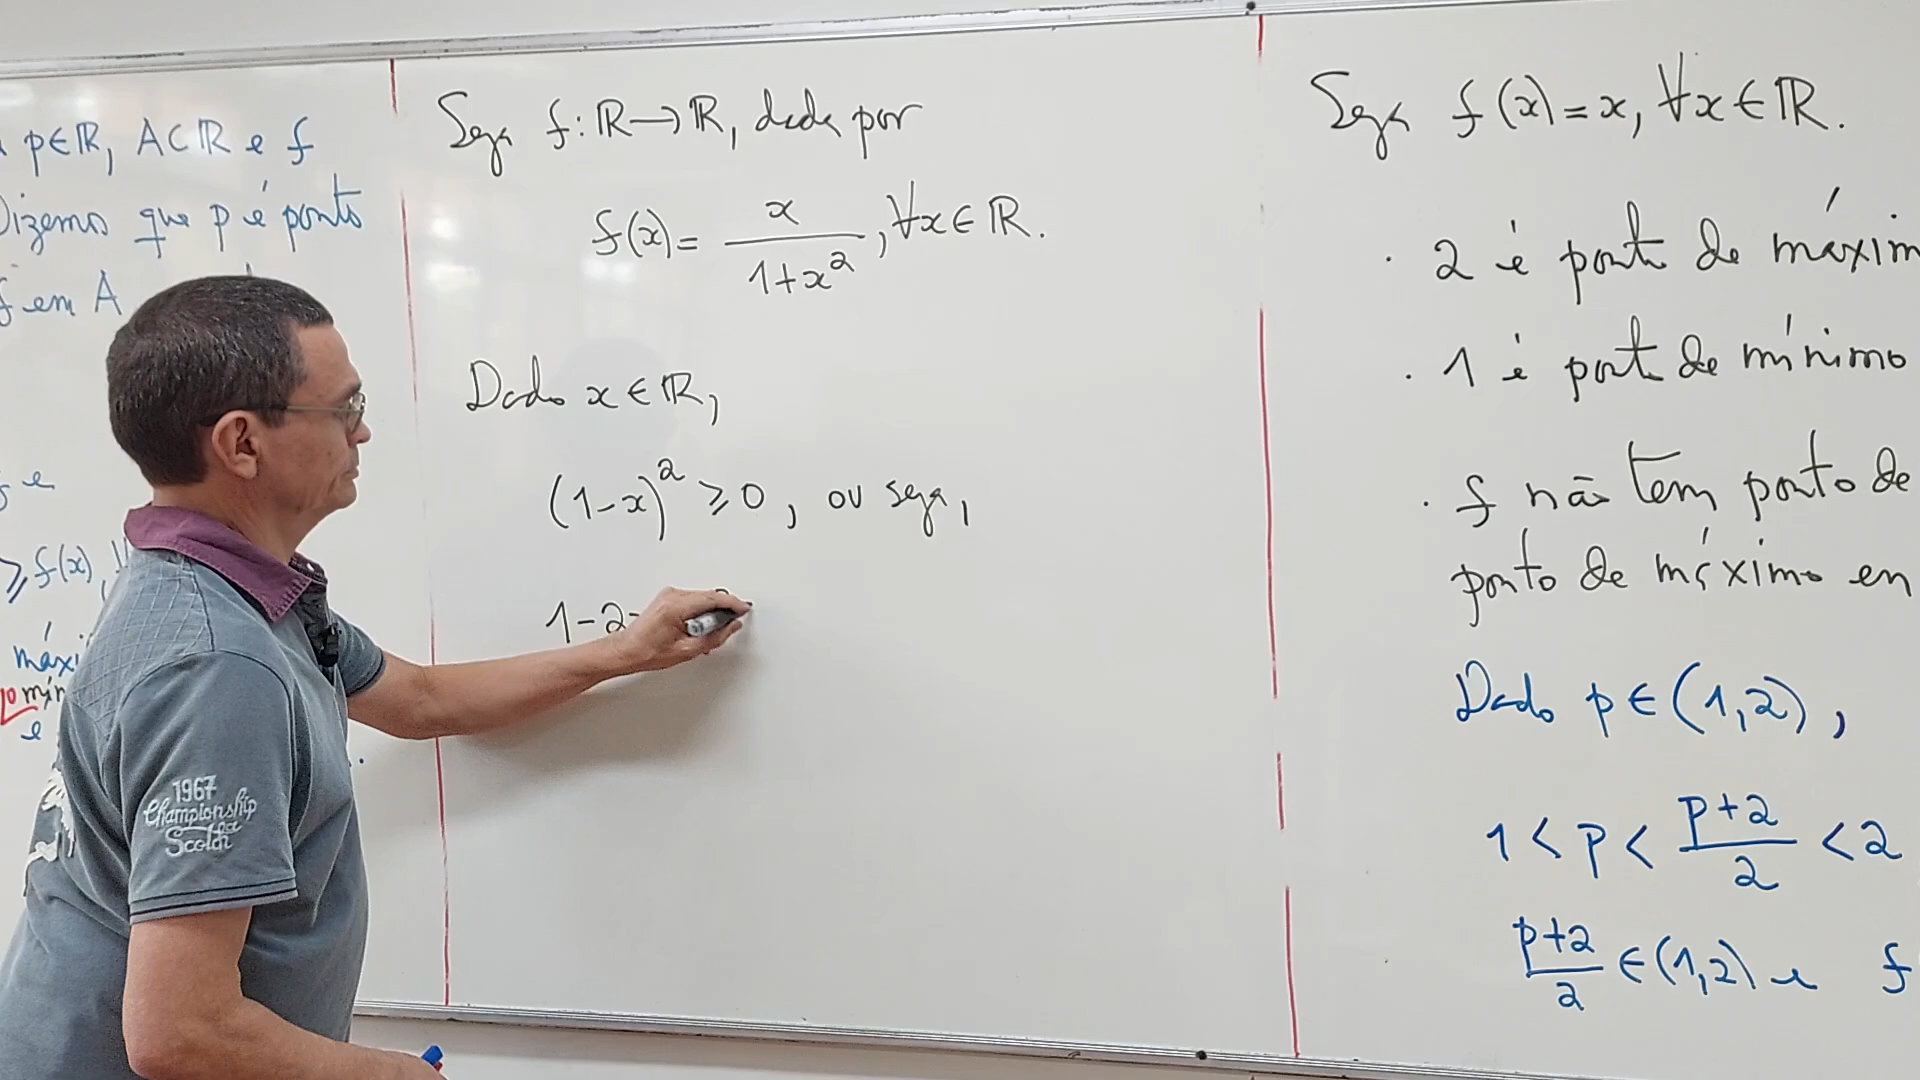 p∈ℝ, A⊂ℝ e f
Dizemos que p é ponto
f em A
e
≥ f(x), ∀
máxi
mín
e
1967
Championship
Scotch
Seja f: ℝ→ℝ, dada por
f(x) = x/(1+x²), ∀x∈ℝ.
Dado x∈ℝ,
(1-x)² ≥ 0, ou seja,
1-2
Seja f(x)=x, ∀x∈ℝ.
· 2 é ponto de máxim
· 1 é ponto de mínimo
· f não tem ponto de
ponto de máximo em
Dado p∈(1,2),
1 < p < (p+2)/2 < 2
(p+2)/2 ∈(1,2) e f